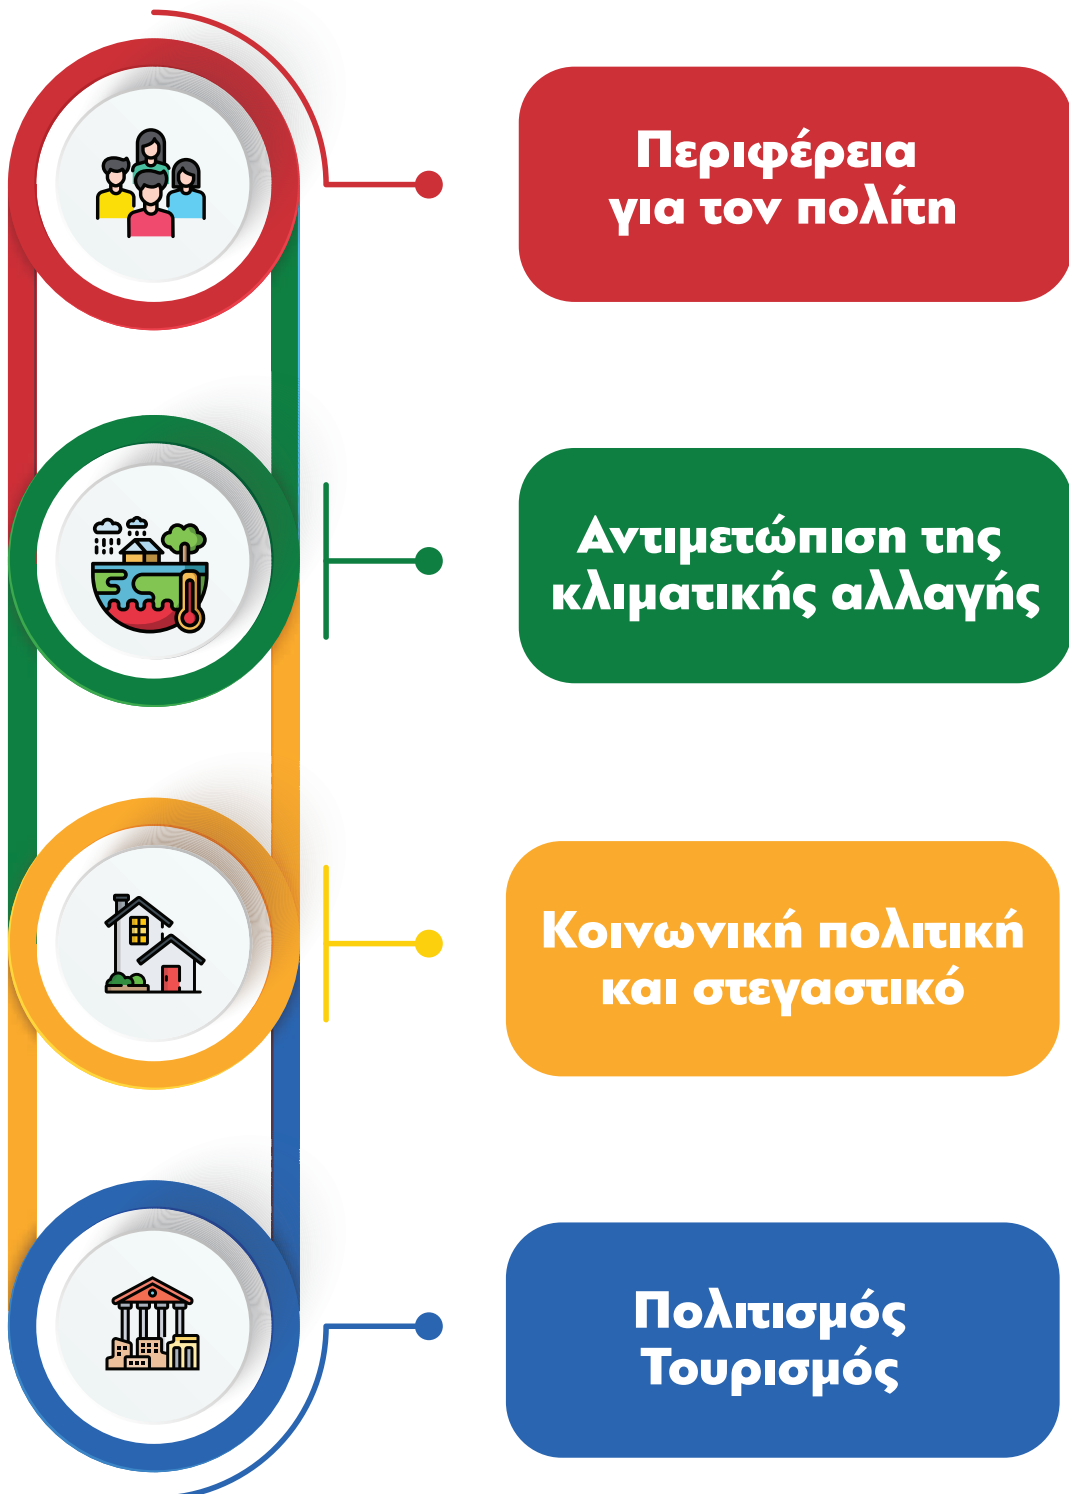 Περιφέρεια
για τον πολίτη
Αντιμετώπιση της
κλιματικής αλλαγής
Κοινωνική πολιτική
και στεγαστικό
Πολιτισμός
Τουρισμός